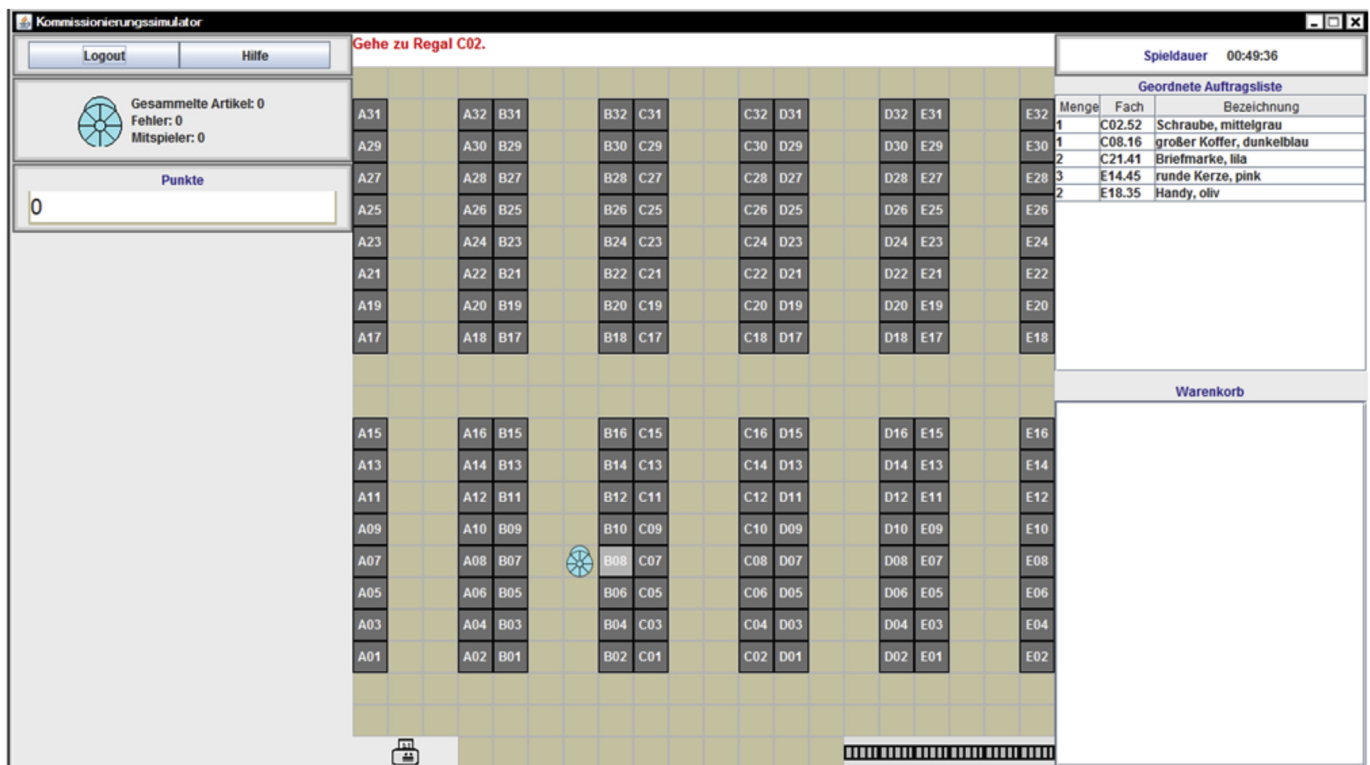 Kommissionierungssimulator
Logout Hilfe
Gesammelte Artikel: 0
Fehler: 0
Mitspieler: 0
Punkte
0
Gehe zu Regal C02.
A31 A32 B31 B32 C31 C32 D31 D32 E31 E32
A29 A30 B29 B30 C29 C30 D29 D30 E29 E30
A27 A28 B27 B28 C27 C28 D27 D28 E27 E28
A25 A26 B25 B26 C25 C26 D25 D26 E25 E26
A23 A24 B23 B24 C23 C24 D23 D24 E23 E24
A21 A22 B21 B22 C21 C22 D21 D22 E21 E22
A19 A20 B19 B20 C19 C20 D19 D20 E19 E20
A17 A18 B17 B18 C17 C18 D17 D18 E17 E18
A15 A16 B15 B16 C15 C16 D15 D16 E15 E16
A13 A14 B13 B14 C13 C14 D13 D14 E13 E14
A11 A12 B11 B12 C11 C12 D11 D12 E11 E12
A09 A10 B09 B10 C09 C10 D09 D10 E09 E10
A07 A08 B07 B08 C07 C08 D07 D08 E07 E08
A05 A06 B05 B06 C05 C06 D05 D06 E05 E06
A03 A04 B03 B04 C03 C04 D03 D04 E03 E04
A01 A02 B01 B02 C01 C02 D01 D02 E01 E02
Spieldauer 00:49:36
Geordnete Auftragsliste
Menge Fach Bezeichnung
1 C02.52 Schraube, mittelgrau
1 C08.16 großer Koffer, dunkelblau
2 C21.41 Briefmarke, lila
3 E14.45 runde Kerze, pink
2 E18.35 Handy, oliv
Warenkorb